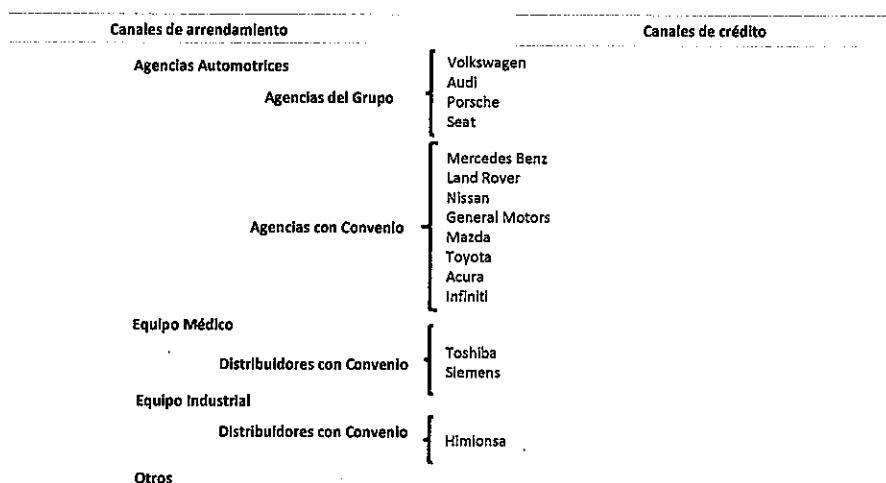 Canales de arrendamiento Canales de crédito
Agencias Automotrices
Agencias del Grupo
Volkswagen
Audi
Porsche
Seat
Agencias con Convenio
Mercedes Benz
Land Rover
Nissan
General Motors
Mazda
Toyota
Acura
Infiniti
Equipo Médico
Distribuidores con Convenio
Toshiba
Siemens
Equipo Industrial
Distribuidores con Convenio
Himionsa
Otros